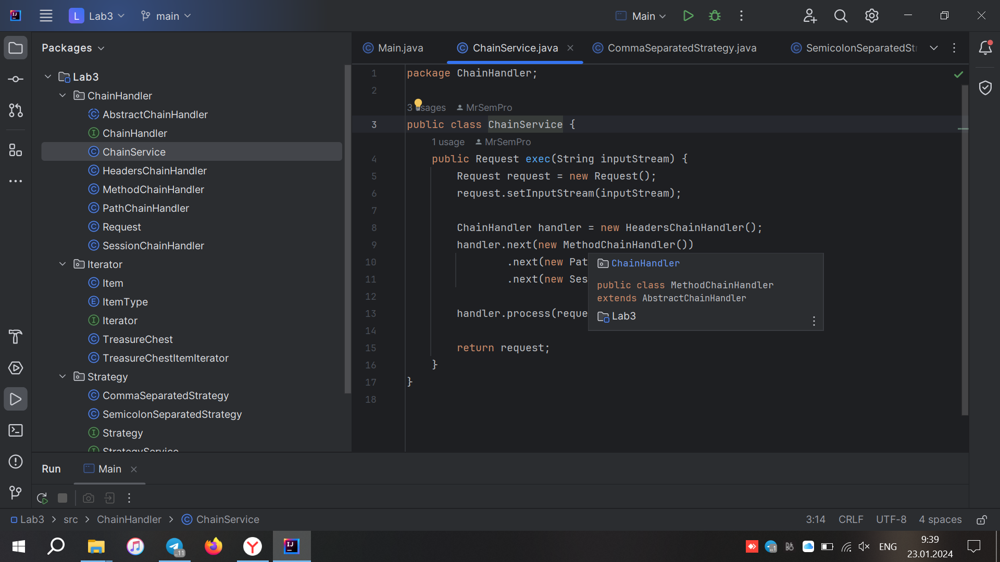 L Lab3 main Main
Packages
Lab3
ChainHandler
AbstractChainHandler
ChainHandler
ChainService
HeadersChainHandler
MethodChainHandler
PathChainHandler
Request
SessionChainHandler
Iterator
Item
ItemType
Iterator
TreasureChest
TreasureChestItemIterator
Strategy
CommaSeparatedStrategy
SemicolonSeparatedStrategy
Strategy
StrategyService
Main.java ChainService.java CommaSeparatedStrategy.java SemicolonSeparatedSt
1 package ChainHandler;
2
3 usages MrSemPro
3 public class ChainService {
1 usage MrSemPro
4 public Request exec(String inputStream) {
5 Request request = new Request();
6 request.setInputStream(inputStream);
7
8 ChainHandler handler = new HeadersChainHandler();
9 handler.next(new MethodChainHandler())
10 .next(new Pat
11 .next(new Ses
12
13 handler.process(reque
14
15 return request;
16 }
17 }
18
ChainHandler
public class MethodChainHandler
extends AbstractChainHandler
Lab3
Run Main
Lab3 > src > ChainHandler > ChainService 3:14 CRLF UTF-8 4 spaces
..11 ..1 ENG 9:39
23.01.2024